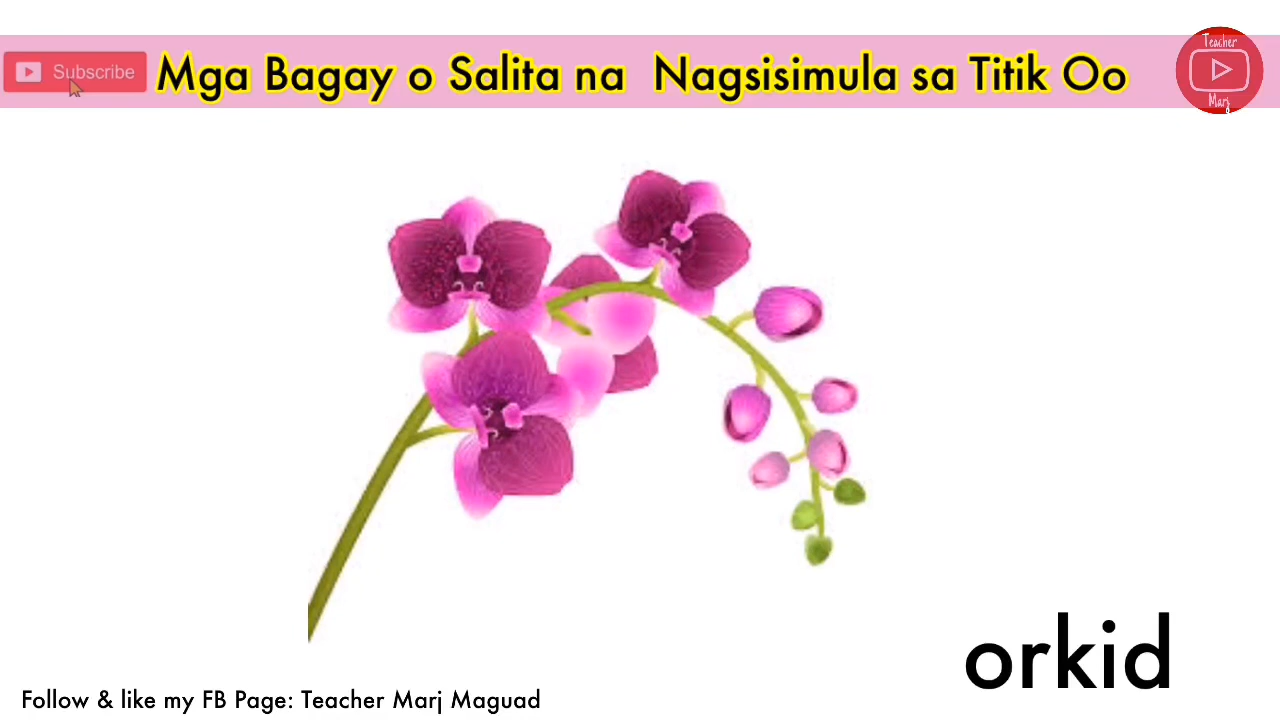 Subscribe
Mga Bagay o Salita na Nagsisimula sa Titik Oo
Teacher
Marj
orkid
Follow & like my FB Page: Teacher Marj Maguad